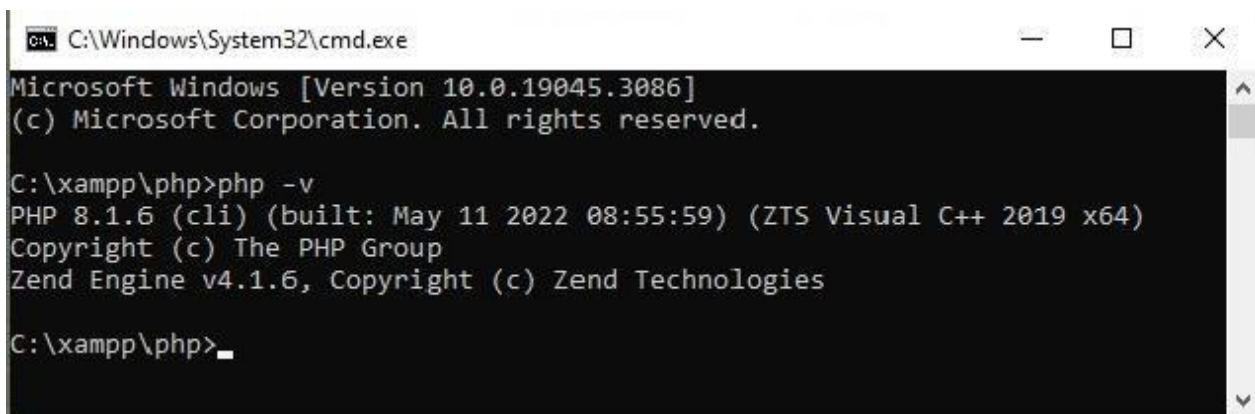 C:\Windows\System32\cmd.exe
Microsoft Windows [Version 10.0.19045.3086]
(c) Microsoft Corporation. All rights reserved.
C:\xampp\php>php -v
PHP 8.1.6 (cli) (built: May 11 2022 08:55:59) (ZTS Visual C++ 2019 x64)
Copyright (c) The PHP Group
Zend Engine v4.1.6, Copyright (c) Zend Technologies
C:\xampp\php>